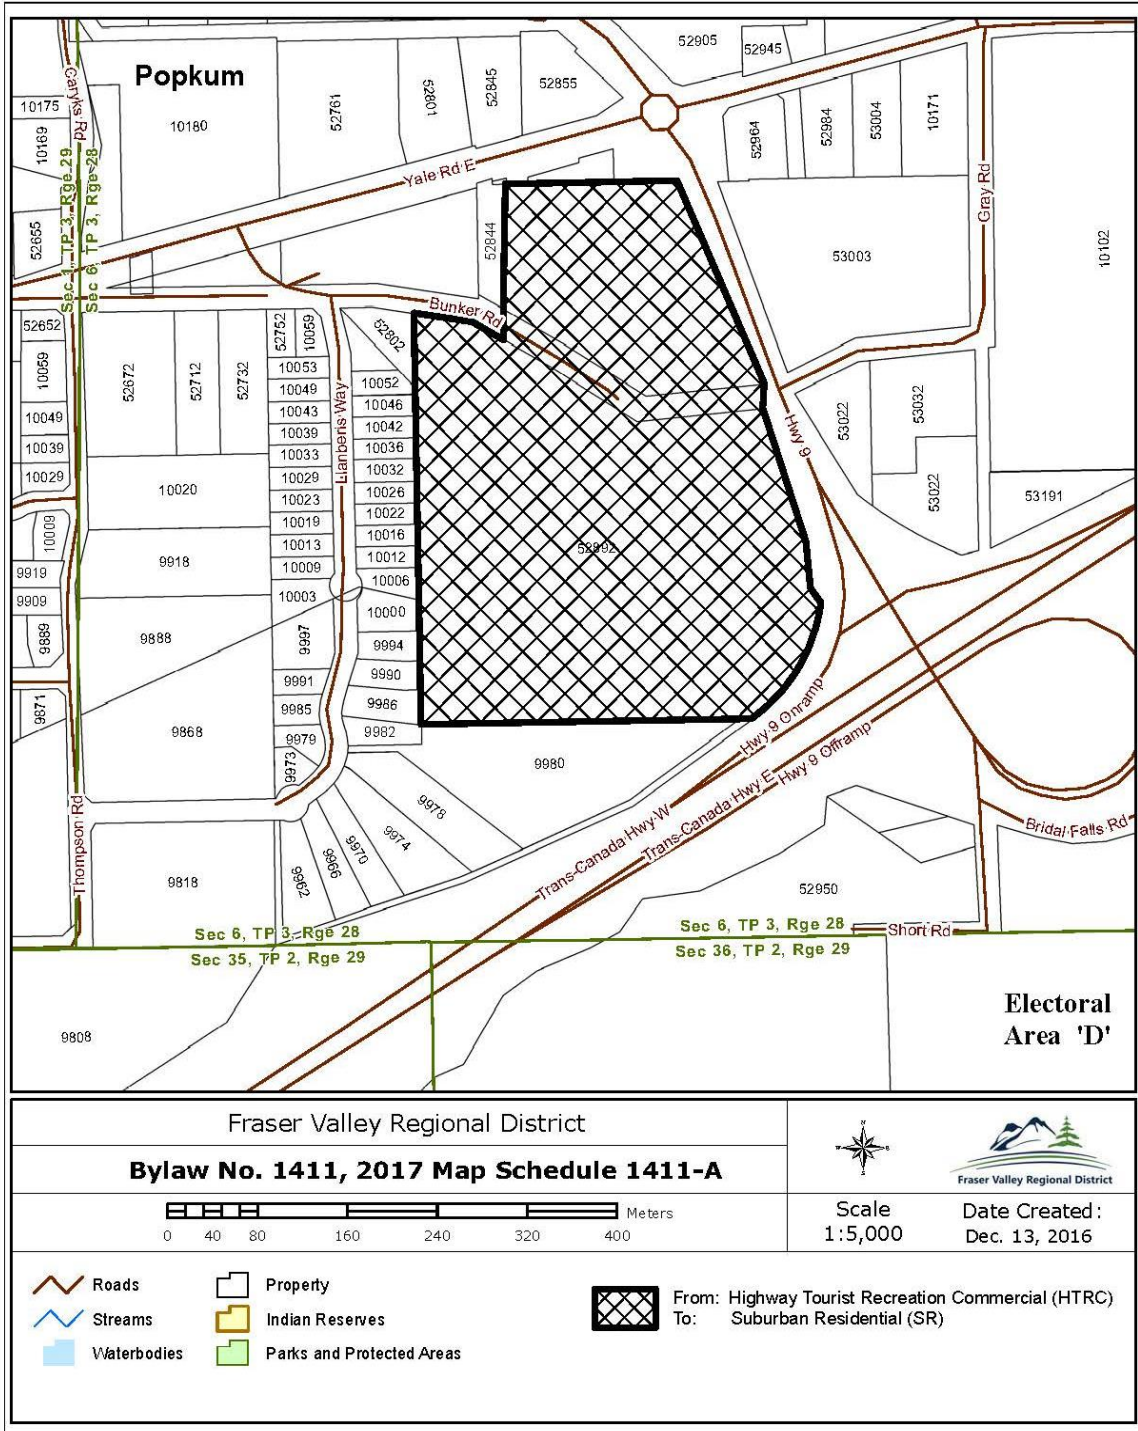 Popkum
52905
52945
10175
10169
Caryks Rd
10180
52761
52801
52845
52855
52964
52984
53004
10171
Yale Rd E
Gray Rd
52655
Sec 1, TP 3, Rge 29
Sec 6, TP 3, Rge 28
52844
53003
10102
52652
10059
10049
10039
10029
52672
52712
52732
52752
10059
52802
Bunker Rd
10053
10049
10043
10039
10033
10029
10023
10019
10013
10009
10003
Llanberis Way
10052
10046
10042
10036
10032
10026
10022
10016
10012
10006
10000
9994
9990
9986
9982
Hwy 9
53022
53032
53022
53191
52892
10020
9918
9888
9868
10009
9919
9909
9889
9871
9997
9991
9985
9979
9973
9980
9978
9974
9970
9966
9962
Thompson Rd
9818
Hwy 9 Onramp
Hwy 9 Offramp
Trans-Canada Hwy W
Trans-Canada Hwy E
Bridal Falls Rd
52950
Short Rd
Sec 6, TP 3, Rge 28
Sec 35, TP 2, Rge 29
Sec 6, TP 3, Rge 28
Sec 36, TP 2, Rge 29
9808
Electoral
Area 'D'
Fraser Valley Regional District
Bylaw No. 1411, 2017 Map Schedule 1411-A
Meters
0 40 80 160 240 320 400
N
Fraser Valley Regional District
Scale
1:5,000
Date Created:
Dec. 13, 2016
Roads
Streams
Waterbodies
Property
Indian Reserves
Parks and Protected Areas
From: Highway Tourist Recreation Commercial (HTRC)
To: Suburban Residential (SR)